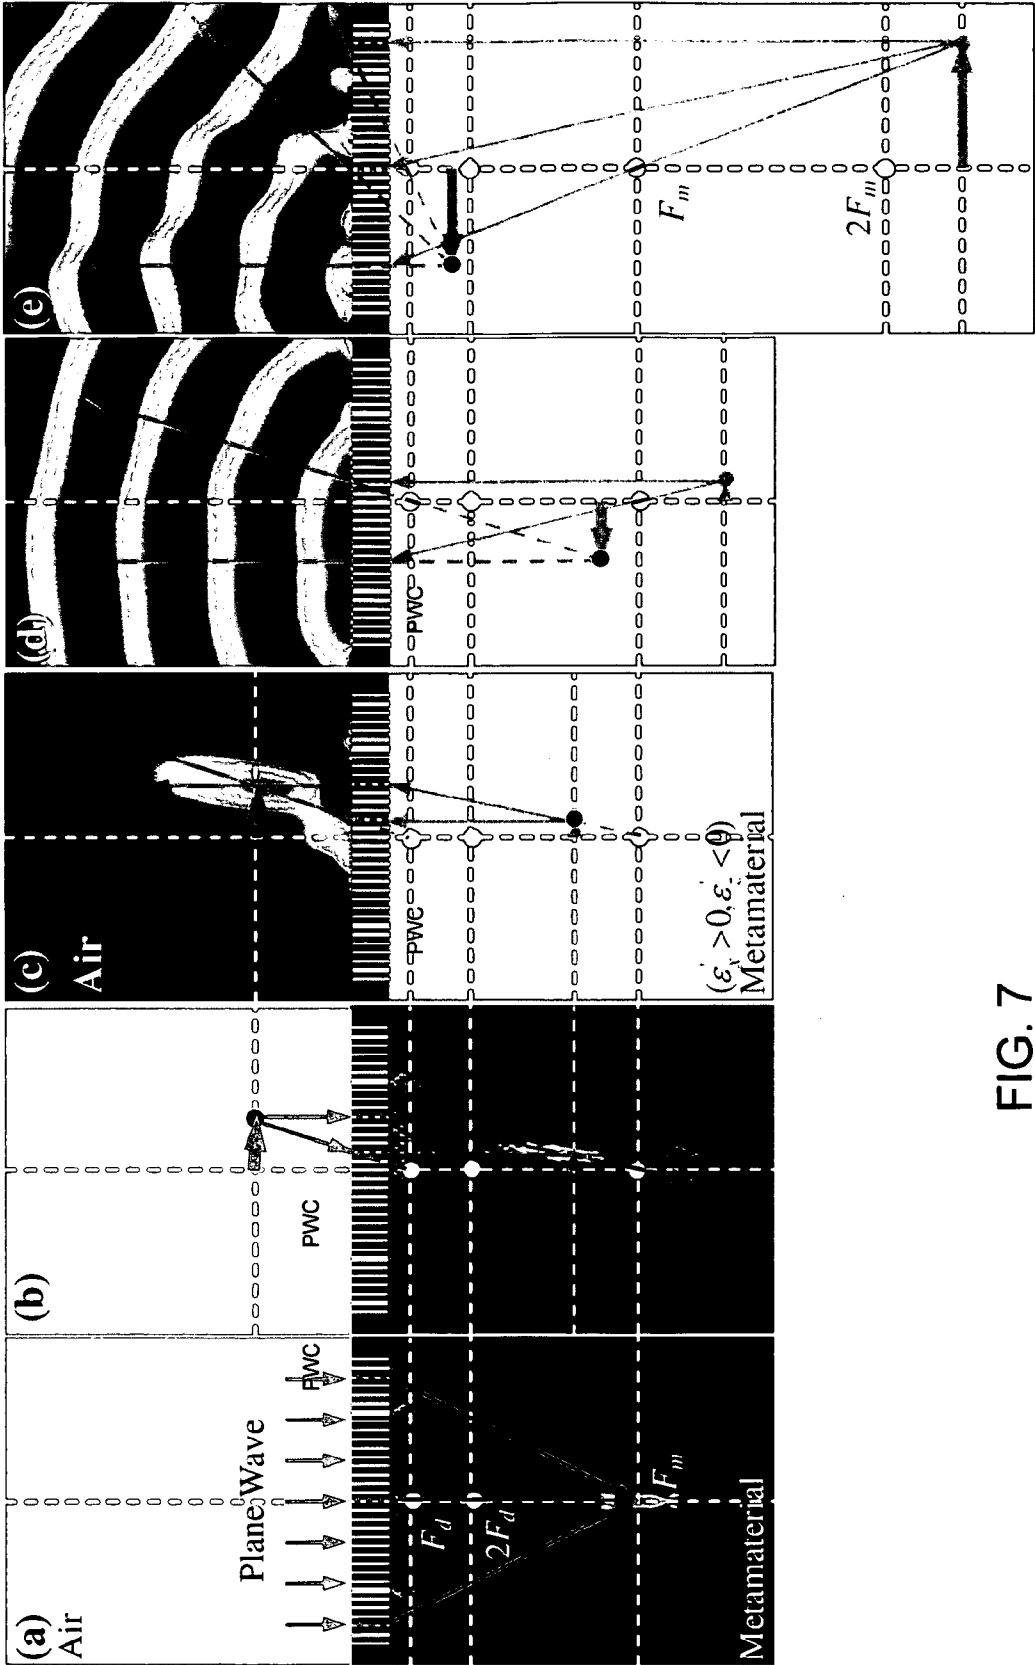 (a)
Air
Plane Wave
PWC
F_d
2F_d
F_m
Metamaterial
(b)
PWC
(c)
Air
PWC
(ε'_x >0, ε'_z <0)
Metamaterial
(d)
PWC
(e)
F_m
2F_m
FIG. 7